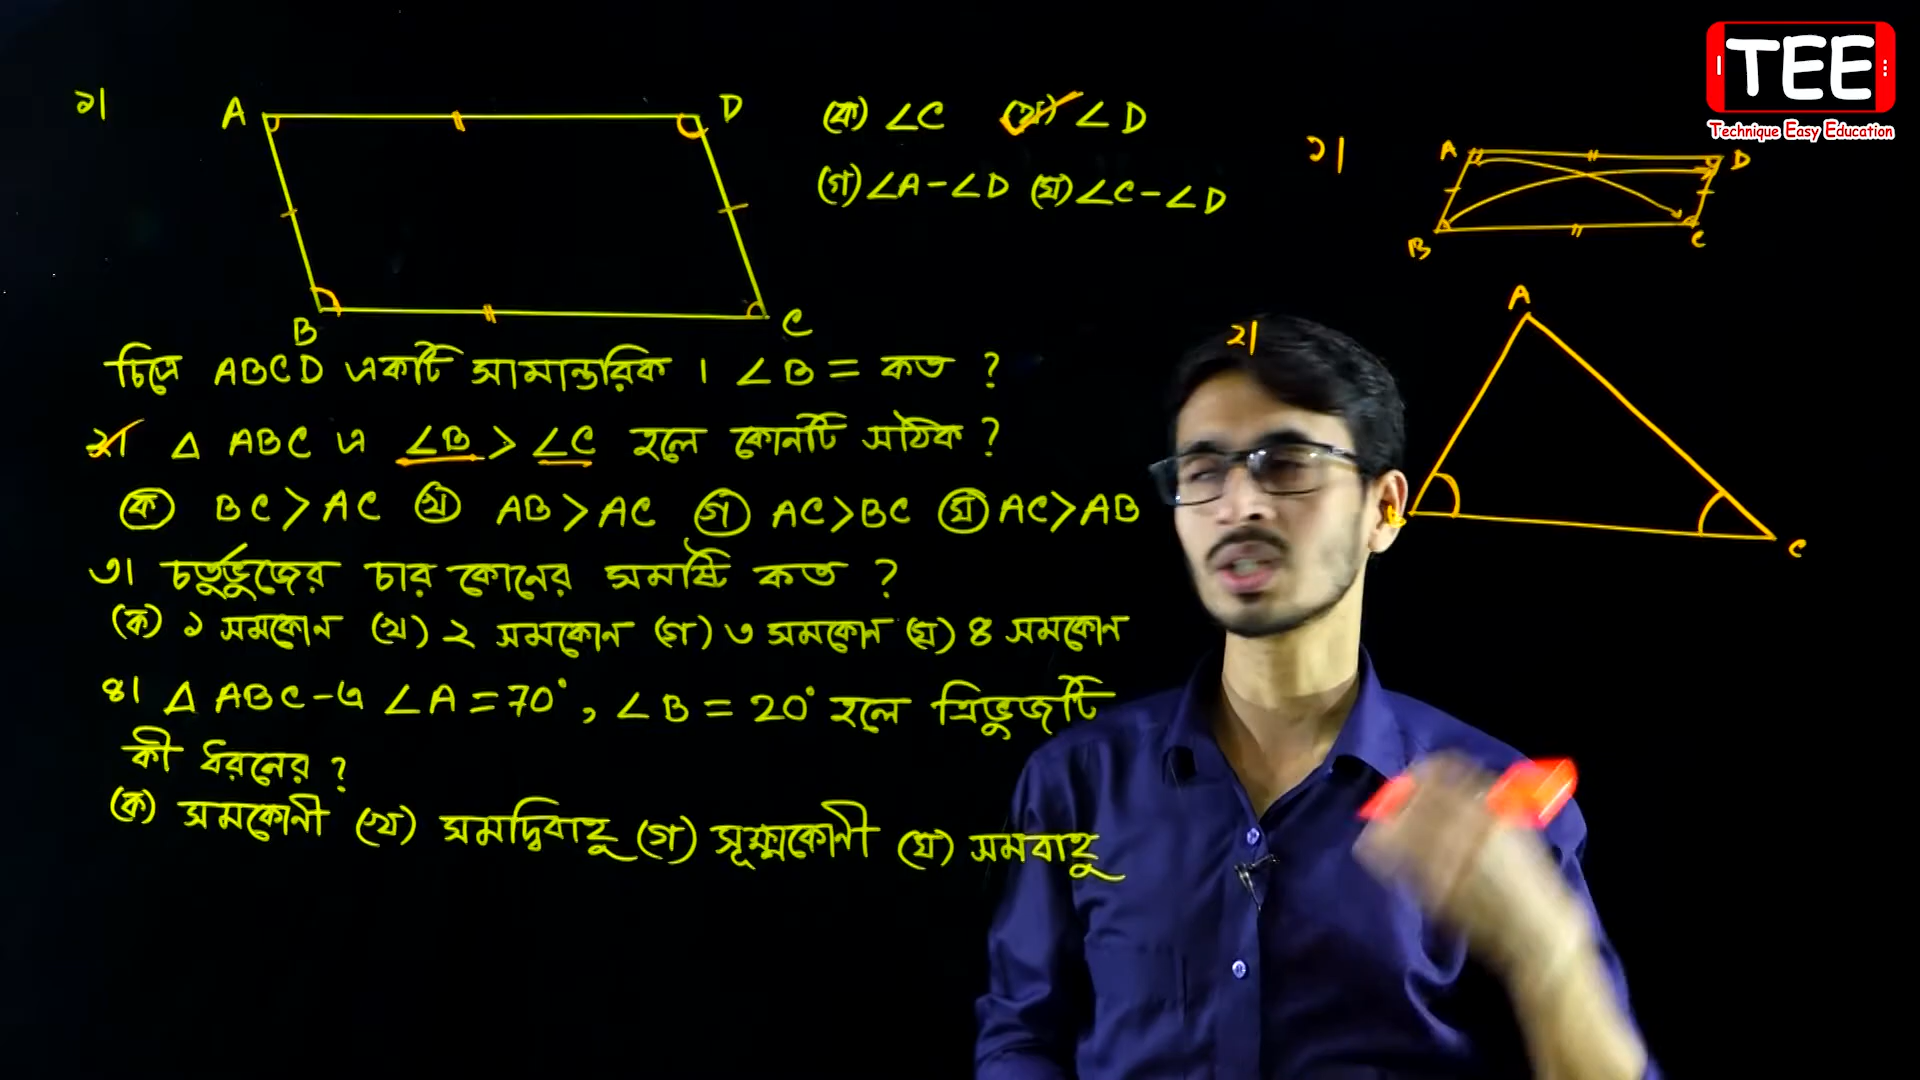 ১।
A D
B C
(ক) ∠C (খ) ∠D
(গ) ∠A-∠D (ঘ) ∠C-∠D
চিত্রে ABCD একটি সামান্তরিক । ∠B = কত ?
২। △ ABC এ ∠B > ∠C হলে কোনটি সঠিক ?
ক BC > AC খ AB > AC গ AC > BC ঘ AC > AB
৩। চর্তুভুজের চার কোনের সমষ্টি কত ?
(ক) ১ সমকোন (খ) ২ সমকোন (গ) ৩ সমকোন (ঘ) ৪ সমকোন
৪। △ ABC-এ ∠A = 70°, ∠B = 20° হলে ত্রিভুজটি
কী ধরনের ?
(ক) সমকোনী (খ) সমদ্বিবাহু (গ) সূক্ষ্মকোনী (ঘ) সমবাহু
TEE
Technique Easy Education
১।
A D
B C
২।
A
C